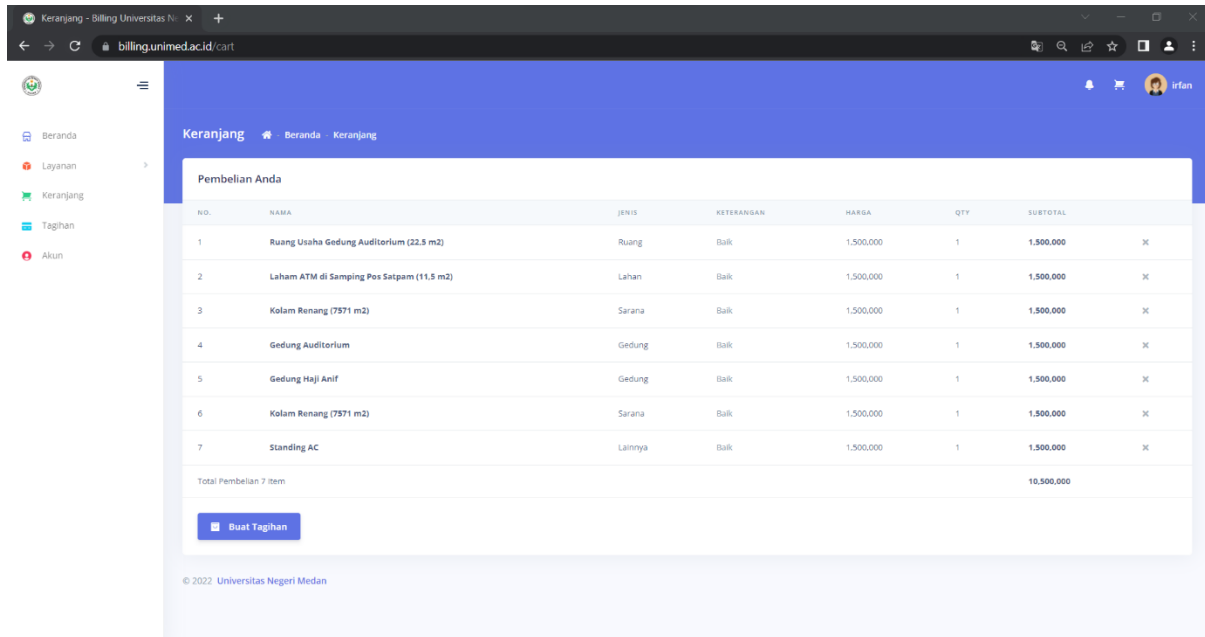 Keranjang - Billing Universitas Ne
billing.unimed.ac.id/cart
irfan
Beranda
Layanan
Keranjang
Tagihan
Akun
Keranjang - Beranda - Keranjang
Pembelian Anda
NO. NAMA JENIS KETERANGAN HARGA QTY SUBTOTAL
1 Ruang Usaha Gedung Auditorium (22.5 m2) Ruang Baik 1,500,000 1 1,500,000
2 Laham ATM di Samping Pos Satpam (11,5 m2) Lahan Baik 1,500,000 1 1,500,000
3 Kolam Renang (7571 m2) Sarana Baik 1,500,000 1 1,500,000
4 Gedung Auditorium Gedung Baik 1,500,000 1 1,500,000
5 Gedung Haji Anif Gedung Baik 1,500,000 1 1,500,000
6 Kolam Renang (7571 m2) Sarana Baik 1,500,000 1 1,500,000
7 Standing AC Lainnya Baik 1,500,000 1 1,500,000
Total Pembelian 7 Item 10,500,000
Buat Tagihan
© 2022 Universitas Negeri Medan